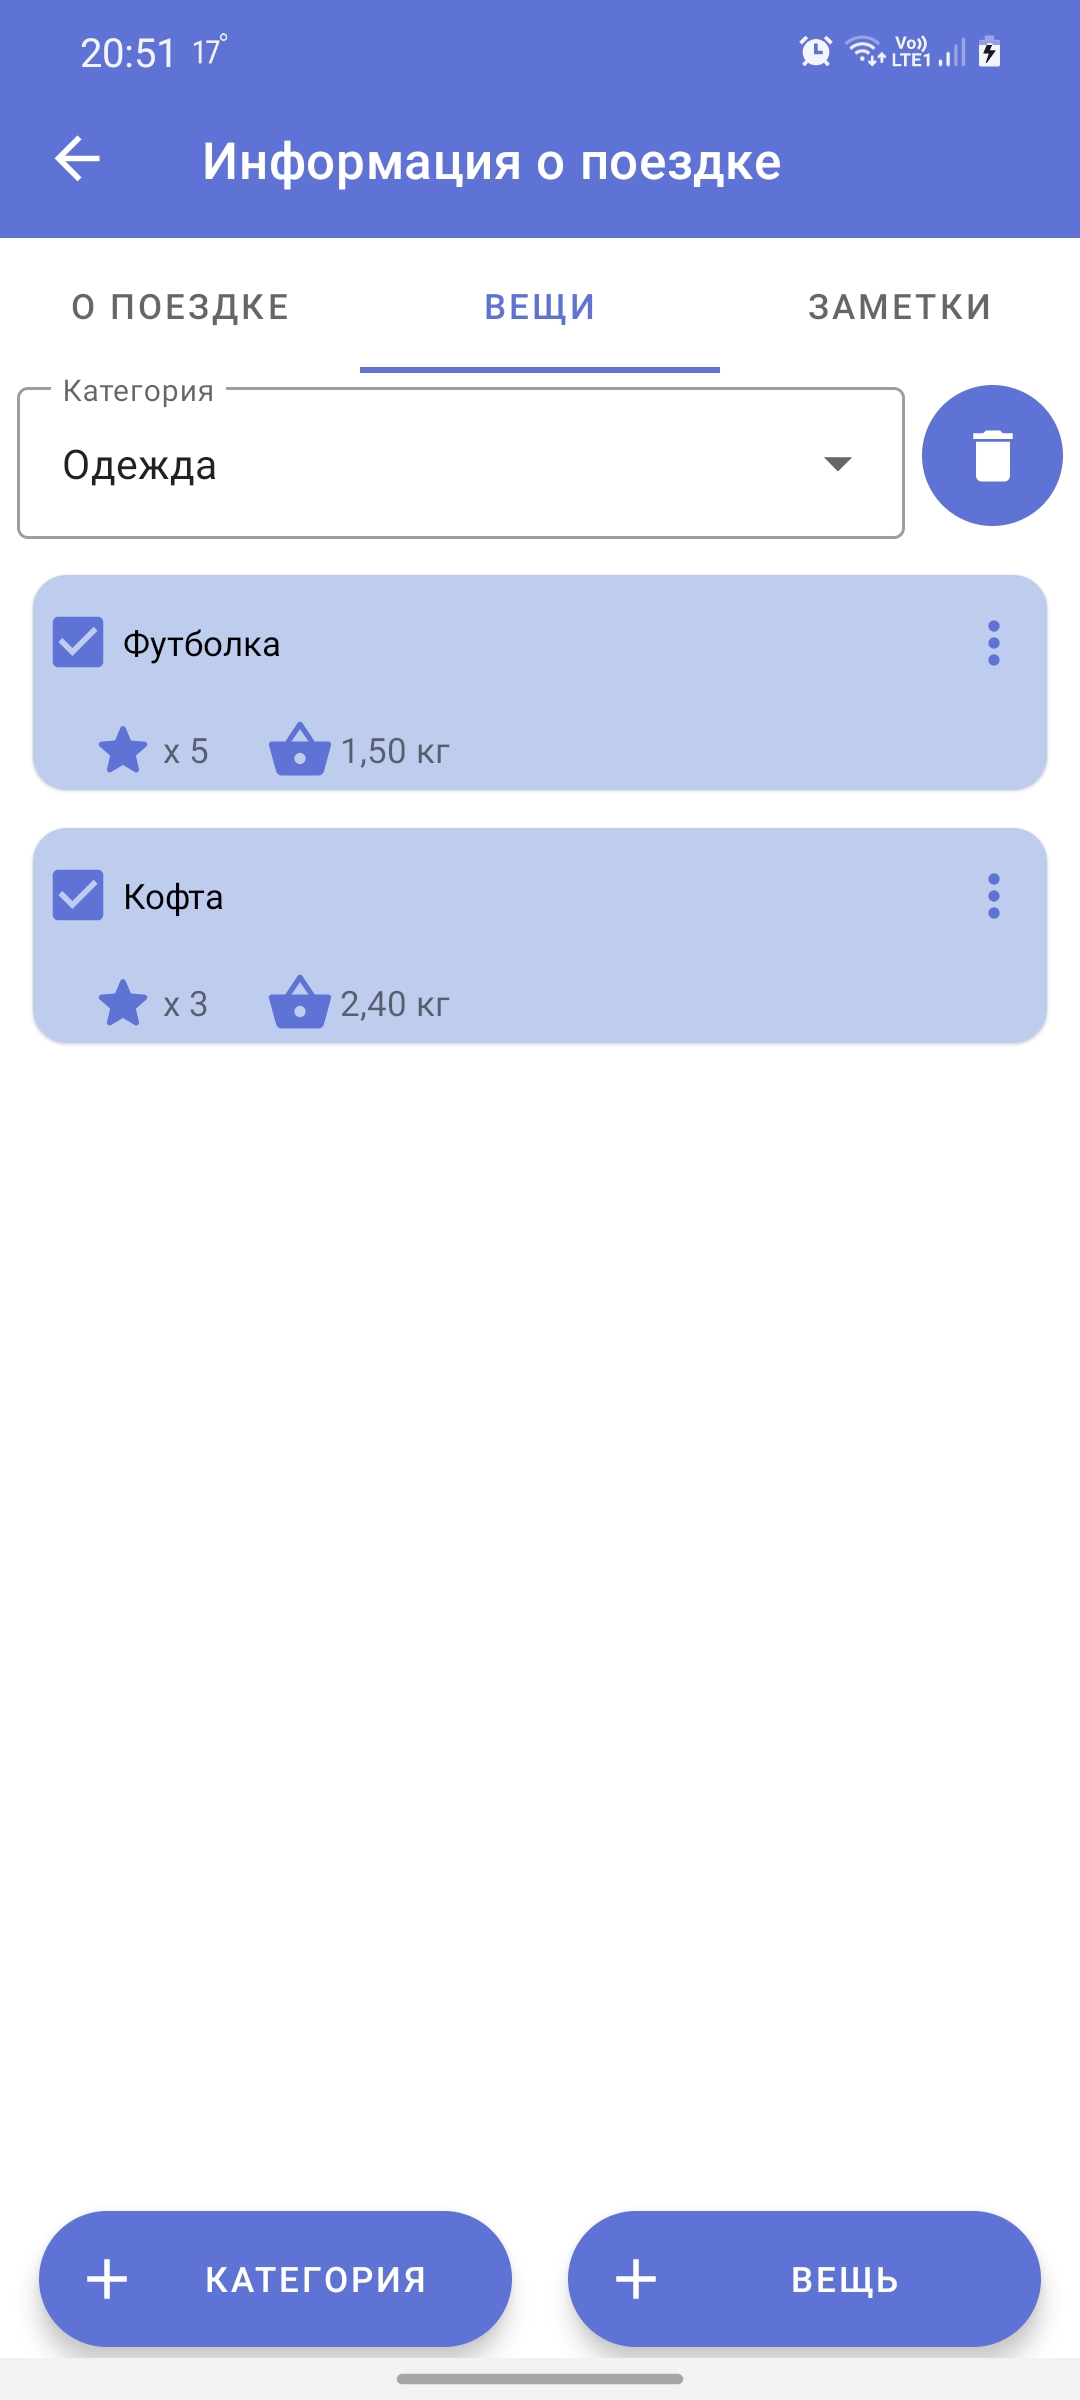 20:51 17°
Vo))
LTE1
Информация о поездке
О ПОЕЗДКЕ ВЕЩИ ЗАМЕТКИ
Категория
Одежда
Футболка
x 5 1,50 кг
Кофта
x 3 2,40 кг
КАТЕГОРИЯ ВЕЩЬ